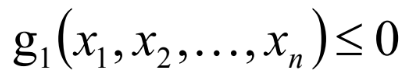 g₁(x₁, x₂, …, xₙ) ≤ 0